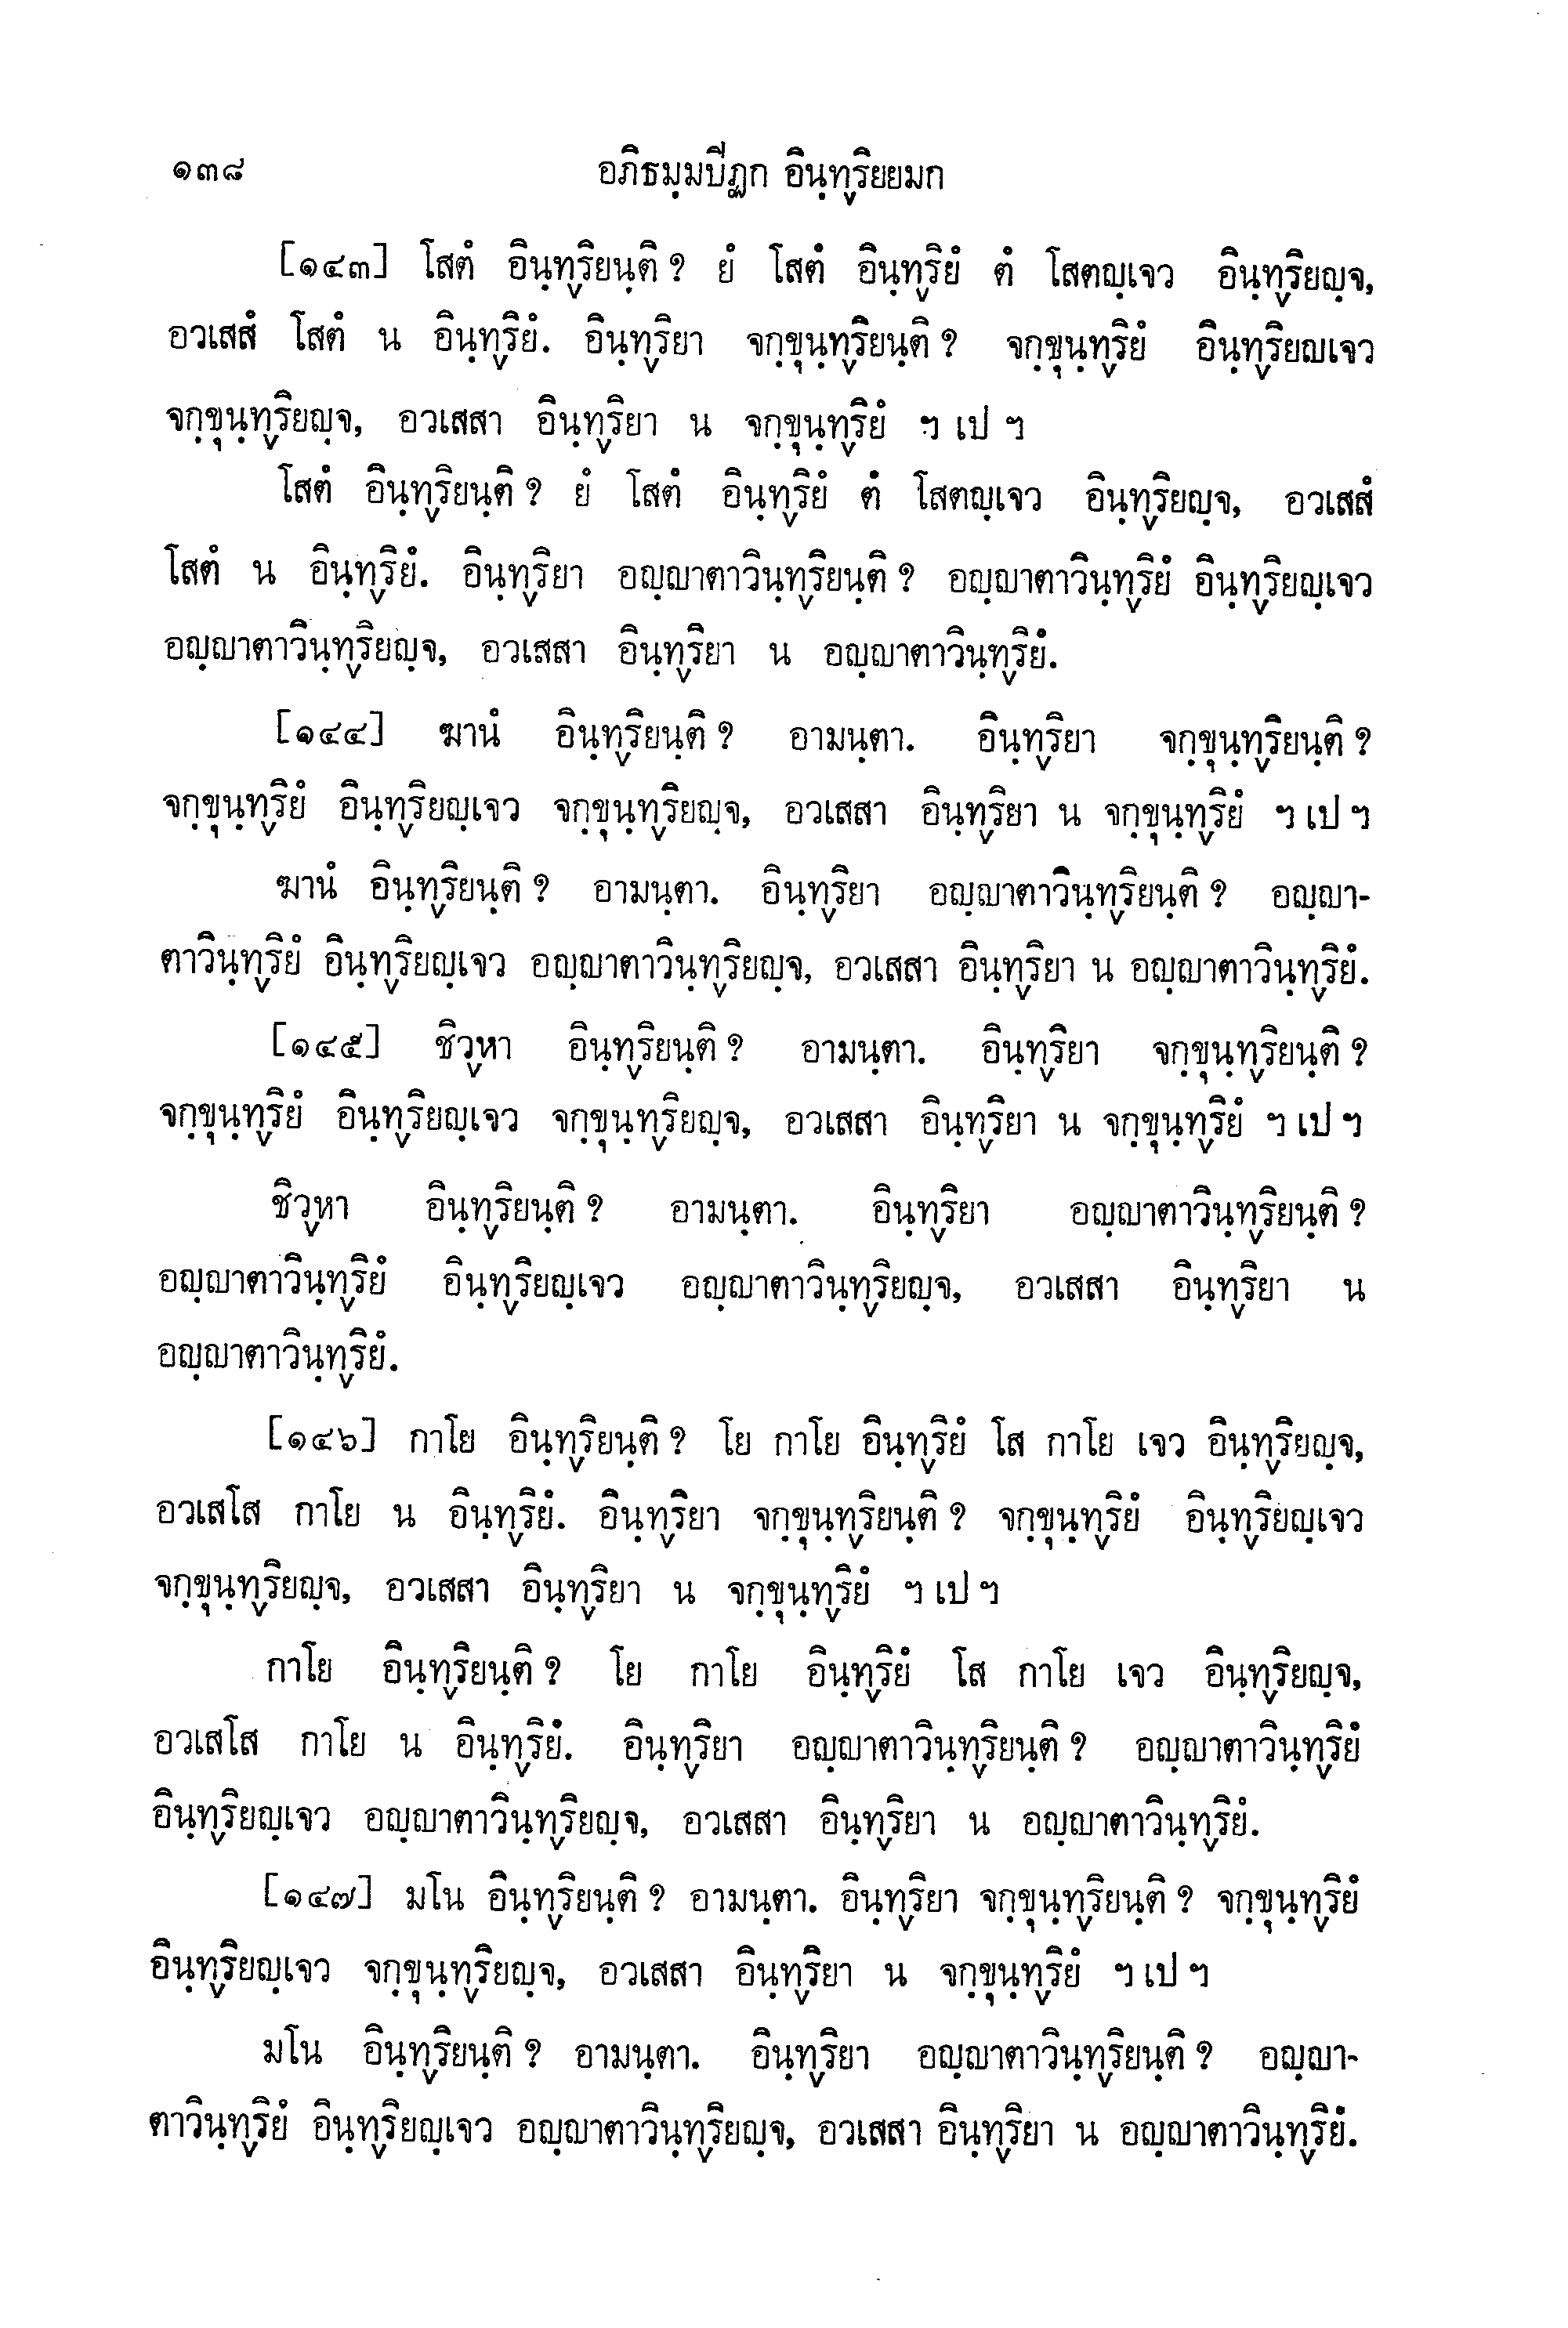 ๑๓๘ อภิธมฺมปิฏก อินฺท๎ริยยมก
[๑๔๓] โสตํ อินฺท๎ริยนฺติ ? ยํ โสตํ อินฺท๎ริยํ ตํ โสตญฺเจว อินฺท๎ริยญฺจ,
อวเสสํ โสตํ น อินฺท๎ริยํ. อินฺท๎ริยา จกฺขุนฺท๎ริยนฺติ ? จกฺขุนฺท๎ริยํ อินฺท๎ริยญเจว
จกฺขุนฺท๎ริยญฺจ, อวเสสา อินฺท๎ริยา น จกฺขุนฺท๎ริยํ ฯ เป ฯ
โสตํ อินฺท๎ริยนฺติ ? ยํ โสตํ อินฺท๎ริยํ ตํ โสตญฺเจว อินฺท๎ริยญฺจ, อวเสสํ
โสตํ น อินฺท๎ริยํ. อินฺท๎ริยา อญฺญาตาวินฺท๎ริยนฺติ ? อญฺญาตาวินฺท๎ริยํ อินฺท๎ริยญฺเจว
อญฺญาตาวินฺท๎ริยญฺจ, อวเสสา อินฺท๎ริยา น อญฺญาตาวินฺท๎ริยํ.
[๑๔๔] ฆานํ อินฺท๎ริยนฺติ ? อามนฺตา. อินฺท๎ริยา จกฺขุนฺท๎ริยนฺติ ?
จกฺขุนฺท๎ริยํ อินฺท๎ริยญฺเจว จกฺขุนฺท๎ริยญฺจ, อวเสสา อินฺท๎ริยา น จกฺขุนฺท๎ริยํ ฯ เป ฯ
ฆานํ อินฺท๎ริยนฺติ ? อามนฺตา. อินฺท๎ริยา อญฺญาตาวินฺท๎ริยนฺติ ? อญฺญา-
ตาวินฺท๎ริยํ อินฺท๎ริยญฺเจว อญฺญาตาวินฺท๎ริยญฺจ, อวเสสา อินฺท๎ริยา น อญฺญาตาวินฺท๎ริยํ.
[๑๔๕] ชิว๎หา อินฺท๎ริยนฺติ ? อามนฺตา. อินฺท๎ริยา จกฺขุนฺท๎ริยนฺติ ?
จกฺขุนฺท๎ริยํ อินฺท๎ริยญฺเจว จกฺขุนฺท๎ริยญฺจ, อวเสสา อินฺท๎ริยา น จกฺขุนฺท๎ริยํ ฯ เป ฯ
ชิว๎หา อินฺท๎ริยนฺติ ? อามนฺตา. อินฺท๎ริยา อญฺญาตาวินฺท๎ริยนฺติ ?
อญฺญาตาวินฺท๎ริยํ อินฺท๎ริยญฺเจว อญฺญาตาวินฺท๎ริยญฺจ, อวเสสา อินฺท๎ริยา น
อญฺญาตาวินฺท๎ริยํ.
[๑๔๖] กาโย อินฺท๎ริยนฺติ ? โย กาโย อินฺท๎ริยํ โส กาโย เจว อินฺท๎ริยญฺจ,
อวเสโส กาโย น อินฺท๎ริยํ. อินฺท๎ริยา จกฺขุนฺท๎ริยนฺติ ? จกฺขุนฺท๎ริยํ อินฺท๎ริยญฺเจว
จกฺขุนฺท๎ริยญฺจ, อวเสสา อินฺท๎ริยา น จกฺขุนฺท๎ริยํ ฯ เป ฯ
กาโย อินฺท๎ริยนฺติ ? โย กาโย อินฺท๎ริยํ โส กาโย เจว อินฺท๎ริยญฺจ,
อวเสโส กาโย น อินฺท๎ริยํ. อินฺท๎ริยา อญฺญาตาวินฺท๎ริยนฺติ ? อญฺญาตาวินฺท๎ริยํ
อินฺท๎ริยญฺเจว อญฺญาตาวินฺท๎ริยญฺจ, อวเสสา อินฺท๎ริยา น อญฺญาตาวินฺท๎ริยํ.
[๑๔๗] มโน อินฺท๎ริยนฺติ ? อามนฺตา. อินฺท๎ริยา จกฺขุนฺท๎ริยนฺติ ? จกฺขุนฺท๎ริยํ
อินฺท๎ริยญฺเจว จกฺขุนฺท๎ริยญฺจ, อวเสสา อินฺท๎ริยา น จกฺขุนฺท๎ริยํ ฯ เป ฯ
มโน อินฺท๎ริยนฺติ ? อามนฺตา. อินฺท๎ริยา อญฺญาตาวินฺท๎ริยนฺติ ? อญฺญา-
ตาวินฺท๎ริยํ อินฺท๎ริยญฺเจว อญฺญาตาวินฺท๎ริยญฺจ, อวเสสา อินฺท๎ริยา น อญฺญาตาวินฺท๎ริยํ.